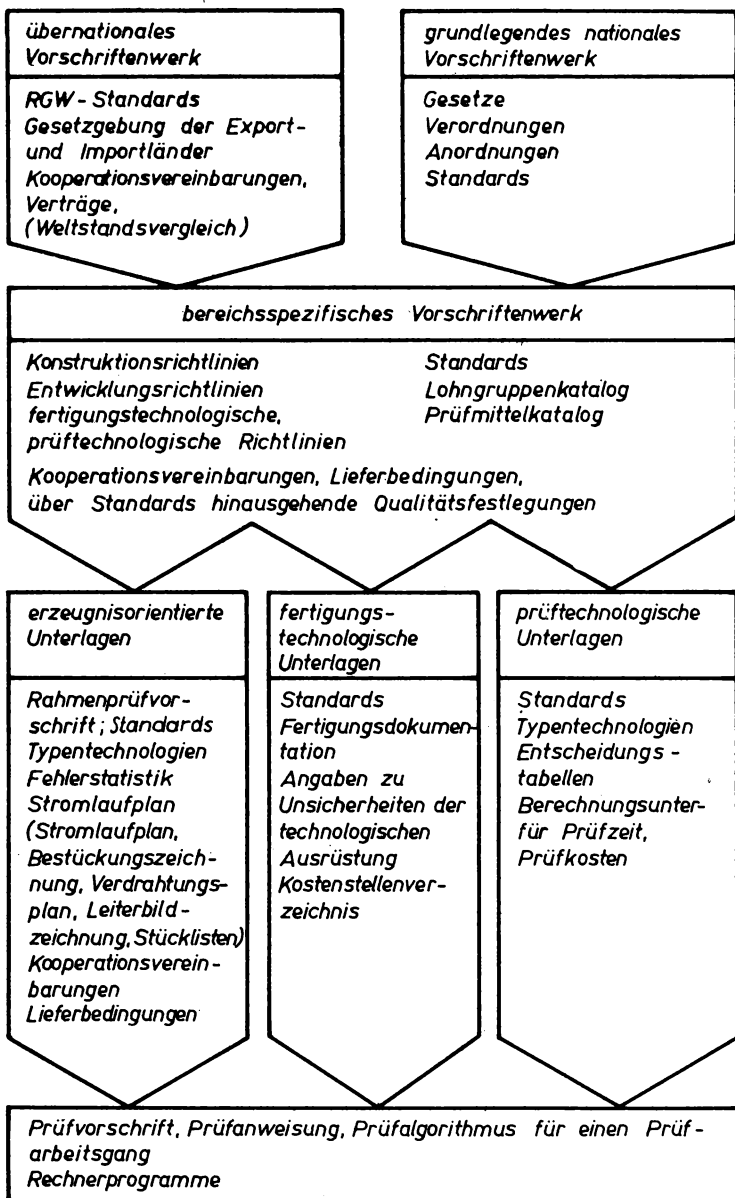 übernationales
Vorschriftenwerk
RGW-Standards
Gesetzgebung der Export-
und Importländer
Kooperationsvereinbarungen,
Verträge,
(Weltstandsvergleich)
grundlegendes nationales
Vorschriftenwerk
Gesetze
Verordnungen
Anordnungen
Standards
bereichsspezifisches Vorschriftenwerk
Konstruktionsrichtlinien
Entwicklungsrichtlinien
fertigungstechnologische,
prüftechnologische Richtlinien
Standards
Lohngruppenkatalog
Prüfmittelkatalog
Kooperationsvereinbarungen, Lieferbedingungen,
über Standards hinausgehende Qualitätsfestlegungen
erzeugnisorientierte
Unterlagen
Rahmenprüfvor-
schrift; Standards
Typentechnologien
Fehlerstatistik
Stromlaufplan
(Stromlaufplan,
Bestückungszeich-
nung, Verdrahtungs-
plan, Leiterbild-
zeichnung, Stücklisten)
Kooperationsverein-
barungen
Lieferbedingungen
fertigungs-
technologische
Unterlagen
Standards
Fertigungsdokumen-
tation
Angaben zu
Unsicherheiten der
technologischen
Ausrüstung
Kostenstellenver-
zeichnis
prüftechnologische
Unterlagen
Standards
Typentechnologien
Entscheidungs-
tabellen
Berechnungsunter-
für Prüfzeit,
Prüfkosten
Prüfvorschrift, Prüfanweisung, Prüfalgorithmus für einen Prüf-
arbeitsgang
Rechnerprogramme